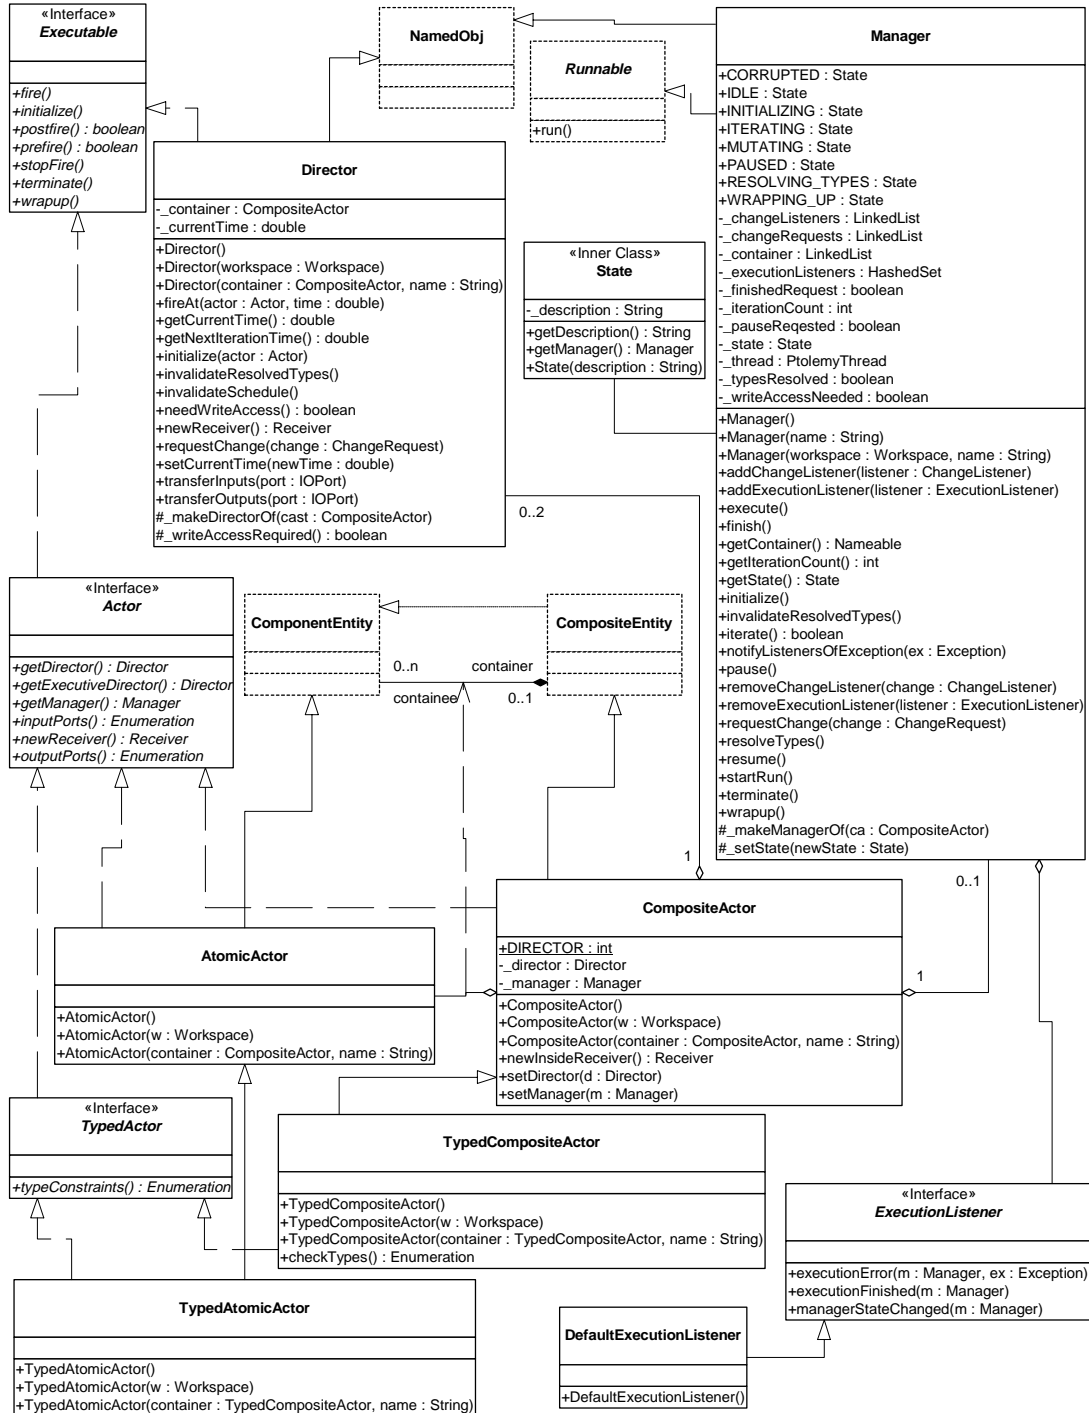 «Interface»
Executable
+fire()
+initialize()
+postfire() : boolean
+prefire() : boolean
+stopFire()
+terminate()
+wrapup()
NamedObj
Runnable
+run()
Manager
+CORRUPTED : State
+IDLE : State
+INITIALIZING : State
+ITERATING : State
+MUTATING : State
+PAUSED : State
+RESOLVING_TYPES : State
+WRAPPING_UP : State
-_changeListeners : LinkedList
-_changeRequests : LinkedList
-_container : LinkedList
-_executionListeners : HashedSet
-_finishedRequest : boolean
-_iterationCount : int
-_pauseReqested : boolean
-_state : State
-_thread : PtolemyThread
-_typesResolved : boolean
-_writeAccessNeeded : boolean
+Manager()
+Manager(name : String)
+Manager(workspace : Workspace, name : String)
+addChangeListener(listener : ChangeListener)
+addExecutionListener(listener : ExecutionListener)
+execute()
+finish()
+getContainer() : Nameable
+getIterationCount() : int
+getState() : State
+initialize()
+invalidateResolvedTypes()
+iterate() : boolean
+notifyListenersOfException(ex : Exception)
+pause()
+removeChangeListener(change : ChangeListener)
+removeExecutionListener(listener : ExecutionListener)
+requestChange(change : ChangeRequest)
+resolveTypes()
+resume()
+startRun()
+terminate()
+wrapup()
#_makeManagerOf(ca : CompositeActor)
#_setState(newState : State)
Director
-_container : CompositeActor
-_currentTime : double
+Director()
+Director(workspace : Workspace)
+Director(container : CompositeActor, name : String)
+fireAt(actor : Actor, time : double)
+getCurrentTime() : double
+getNextIterationTime() : double
+initialize(actor : Actor)
+invalidateResolvedTypes()
+invalidateSchedule()
+needWriteAccess() : boolean
+newReceiver() : Receiver
+requestChange(change : ChangeRequest)
+setCurrentTime(newTime : double)
+transferInputs(port : IOPort)
+transferOutputs(port : IOPort)
#_makeDirectorOf(cast : CompositeActor)
#_writeAccessRequired() : boolean
«Inner Class»
State
-_description : String
+getDescription() : String
+getManager() : Manager
+State(description : String)
0..2
«Interface»
Actor
+getDirector() : Director
+getExecutiveDirector() : Director
+getManager() : Manager
+inputPorts() : Enumeration
+newReceiver() : Receiver
+outputPorts() : Enumeration
ComponentEntity
CompositeEntity
0..n
container
containee
0..1
1
0..1
CompositeActor
+DIRECTOR : int
-_director : Director
-_manager : Manager
+CompositeActor()
+CompositeActor(w : Workspace)
+CompositeActor(container : CompositeActor, name : String)
+newInsideReceiver() : Receiver
+setDirector(d : Director)
+setManager(m : Manager)
1
AtomicActor
+AtomicActor()
+AtomicActor(w : Workspace)
+AtomicActor(container : CompositeActor, name : String)
«Interface»
TypedActor
+typeConstraints() : Enumeration
TypedCompositeActor
+TypedCompositeActor()
+TypedCompositeActor(w : Workspace)
+TypedCompositeActor(container : TypedCompositeActor, name : String)
+checkTypes() : Enumeration
«Interface»
ExecutionListener
+executionError(m : Manager, ex : Exception)
+executionFinished(m : Manager)
+managerStateChanged(m : Manager)
TypedAtomicActor
+TypedAtomicActor()
+TypedAtomicActor(w : Workspace)
+TypedAtomicActor(container : TypedCompositeActor, name : String)
DefaultExecutionListener
+DefaultExecutionListener()